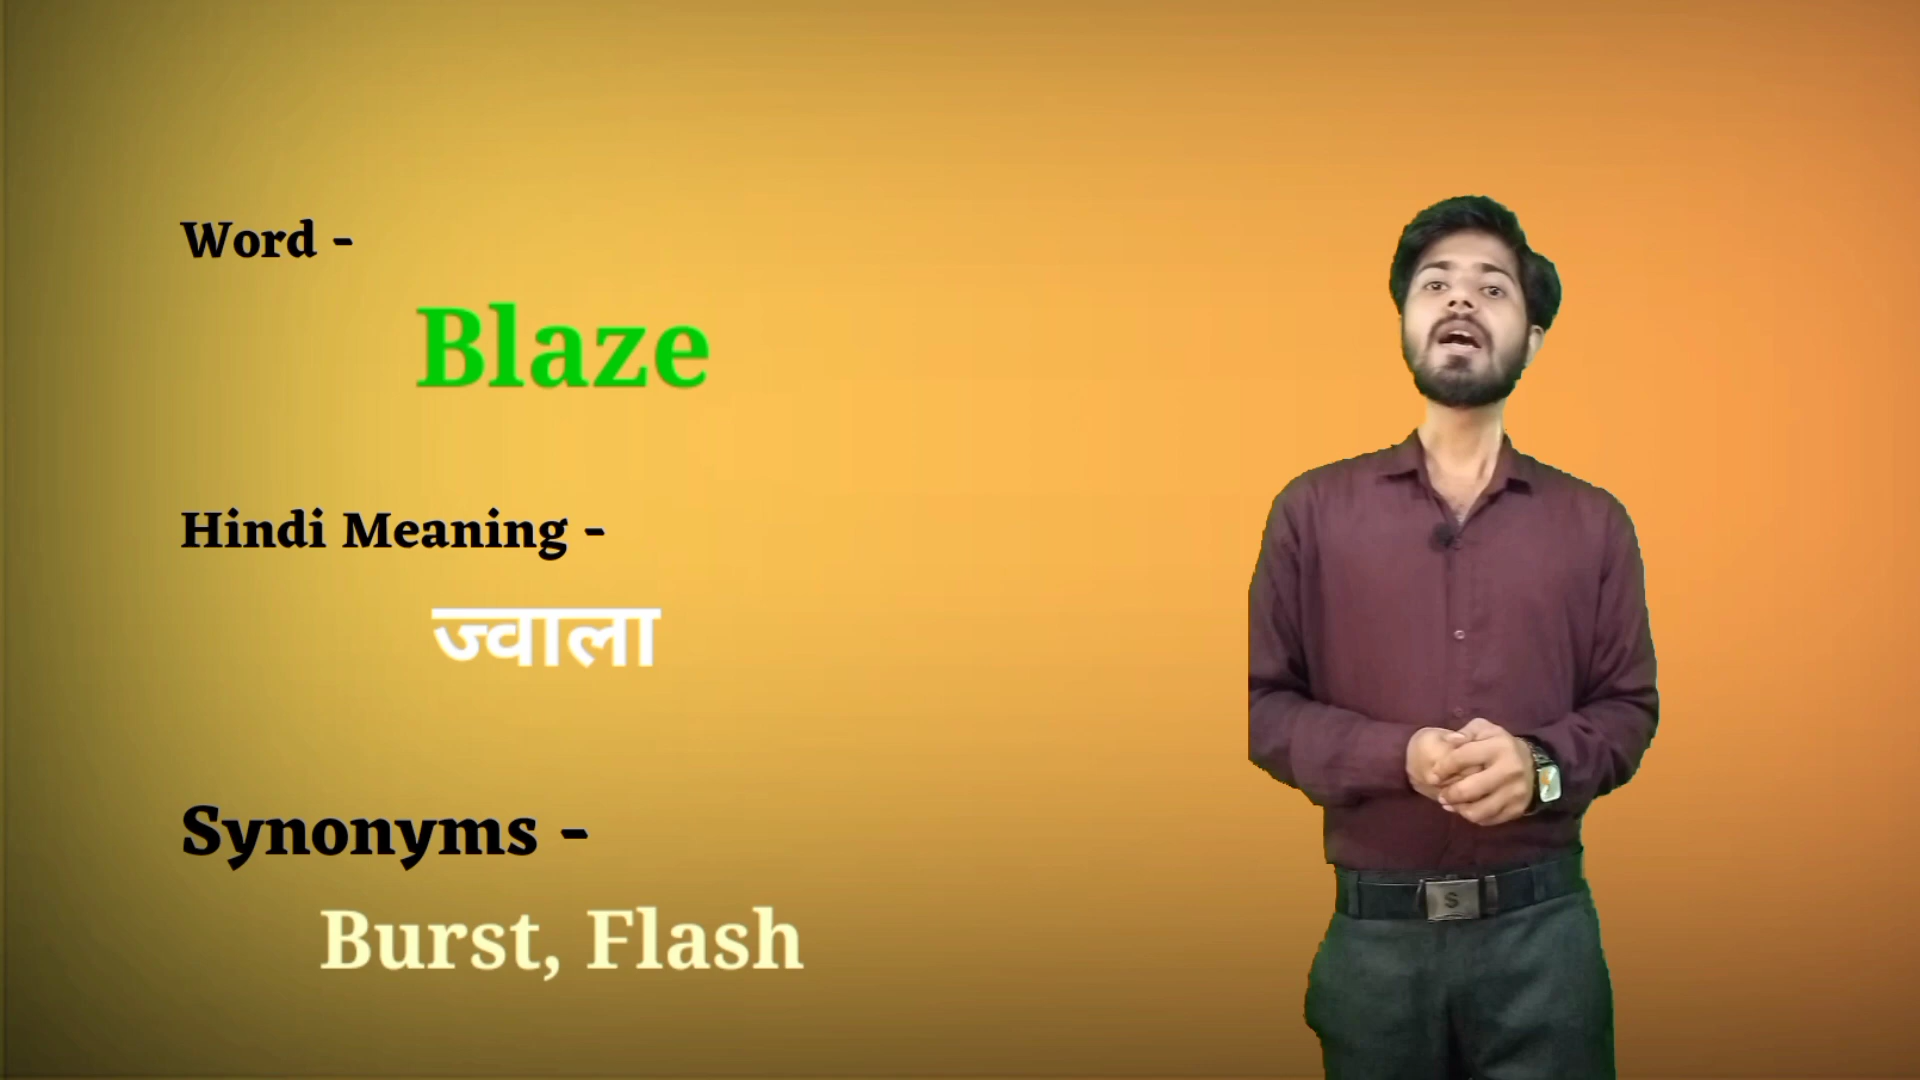 Word -
Blaze
Hindi Meaning -
ज्वाला
Synonyms -
Burst, Flash
S